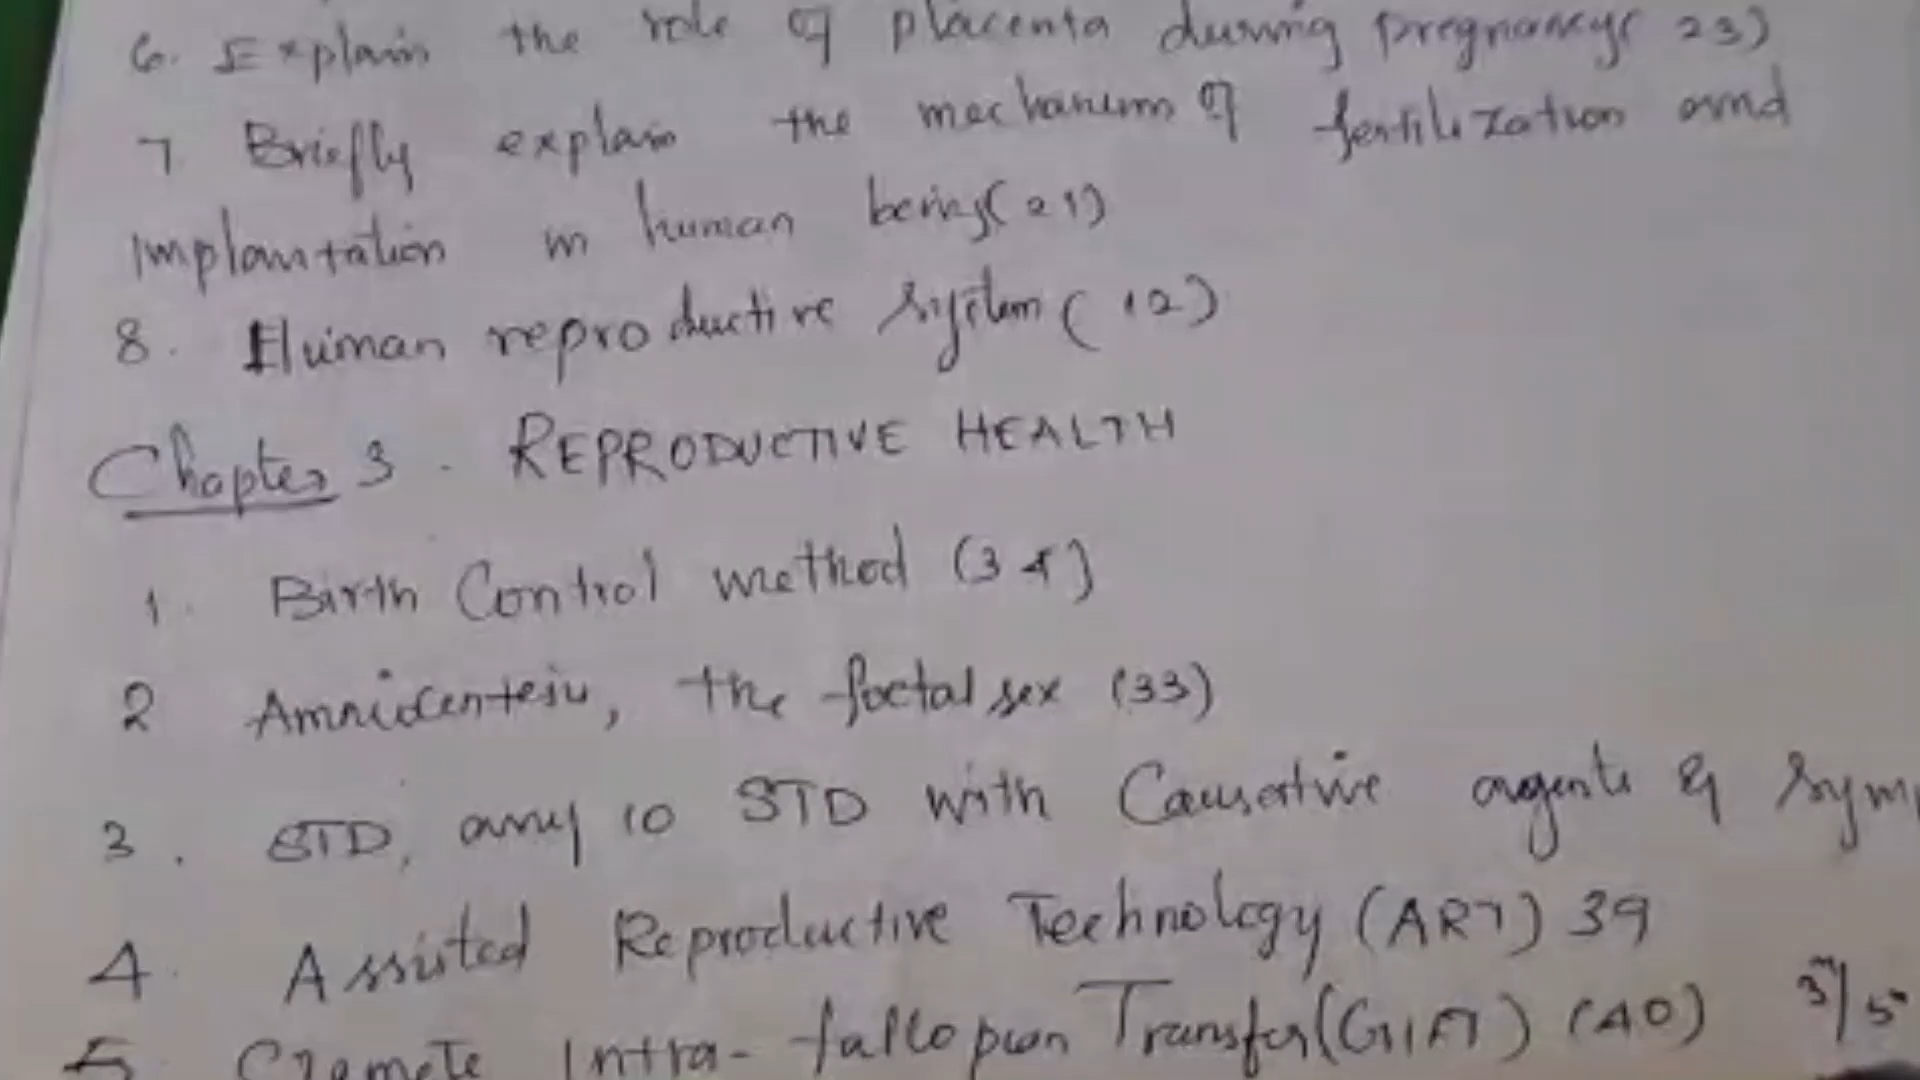 6. Explain the role of placenta during pregnancy( 23)
7 Briefly explain the mechanism of fertilization and
implantation in human being(21)
8. Human reproductive system (12)
Chapter 3. REPRODUCTIVE HEALTH
1. Birth Control method (34)
2 Amniocentesis, the foetal sex (33)
3. STD, any 10 STD with Causative agents & Sym
4. Assisted Reproductive Technology (ART) 39
5 Gamete Intra-fallopian Transfer(GIFT) (40) 3m/5m